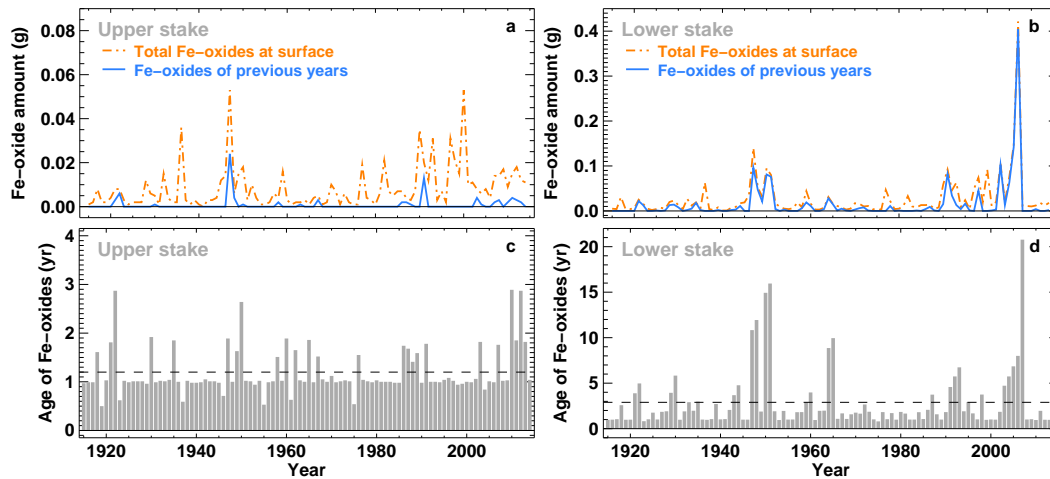 Upper stake
a
Total Fe−oxides at surface
Fe−oxides of previous years
Fe−oxide amount (g)
0.08
0.06
0.04
0.02
0.00
Lower stake
b
Total Fe−oxides at surface
Fe−oxides of previous years
Fe−oxide amount (g)
0.4
0.3
0.2
0.1
0.0
Upper stake
c
Age of Fe−oxides (yr)
4
3
2
1
0
1920 1940 1960 1980 2000
Year
Lower stake
d
Age of Fe−oxides (yr)
20
15
10
5
0
1920 1940 1960 1980 2000
Year